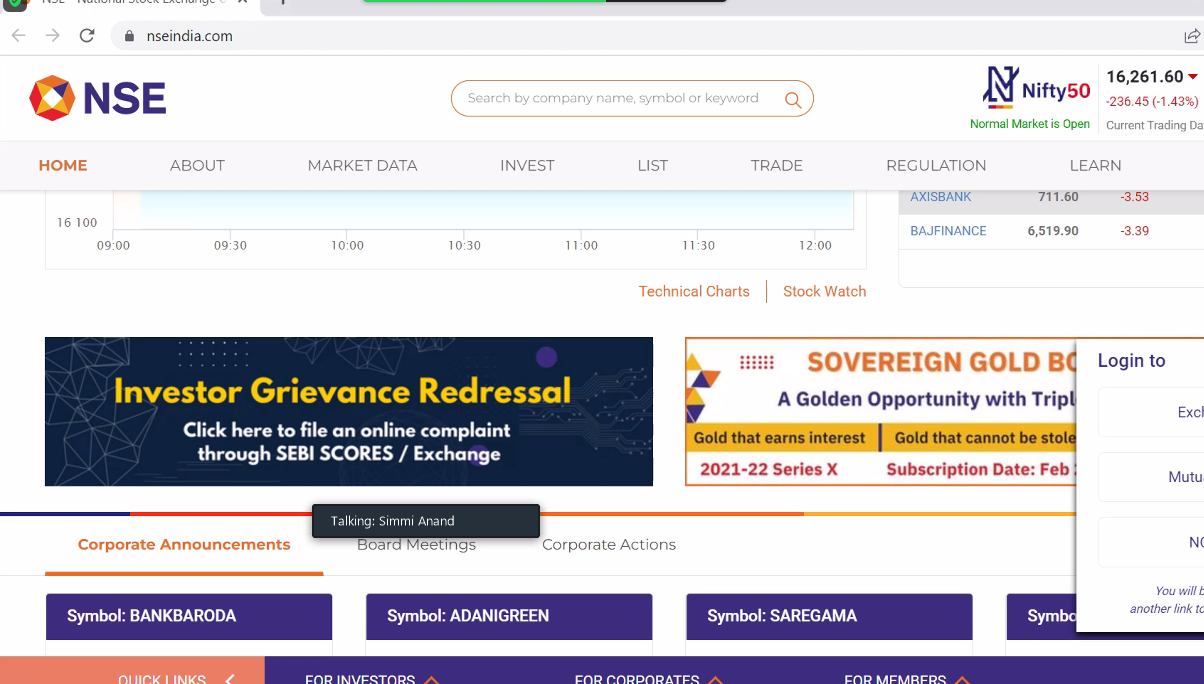 NSE - National Stock Exchange o
nseindia.com
NSE
Search by company name, symbol or keyword
Nifty50
Normal Market is Open
16,261.60
-236.45 (-1.43%)
Current Trading Da
HOME ABOUT MARKET DATA INVEST LIST TRADE REGULATION LEARN
AXISBANK 711.60 -3.53
BAJFINANCE 6,519.90 -3.39
16 100
09:00 09:30 10:00 10:30 11:00 11:30 12:00
Technical Charts Stock Watch
Investor Grievance Redressal
Click here to file an online complaint
through SEBI SCORES / Exchange
SOVEREIGN GOLD BO
A Golden Opportunity with Tripl
Gold that earns interest Gold that cannot be stole
2021-22 Series X Subscription Date: Feb
Login to
Exch
Mutua
NC
You will b
another link to
Talking: Simmi Anand
Corporate Announcements Board Meetings Corporate Actions
Symbol: BANKBARODA Symbol: ADANIGREEN Symbol: SAREGAMA Symbo
QUICK LINKS FOR INVESTORS FOR CORPORATES FOR MEMBERS